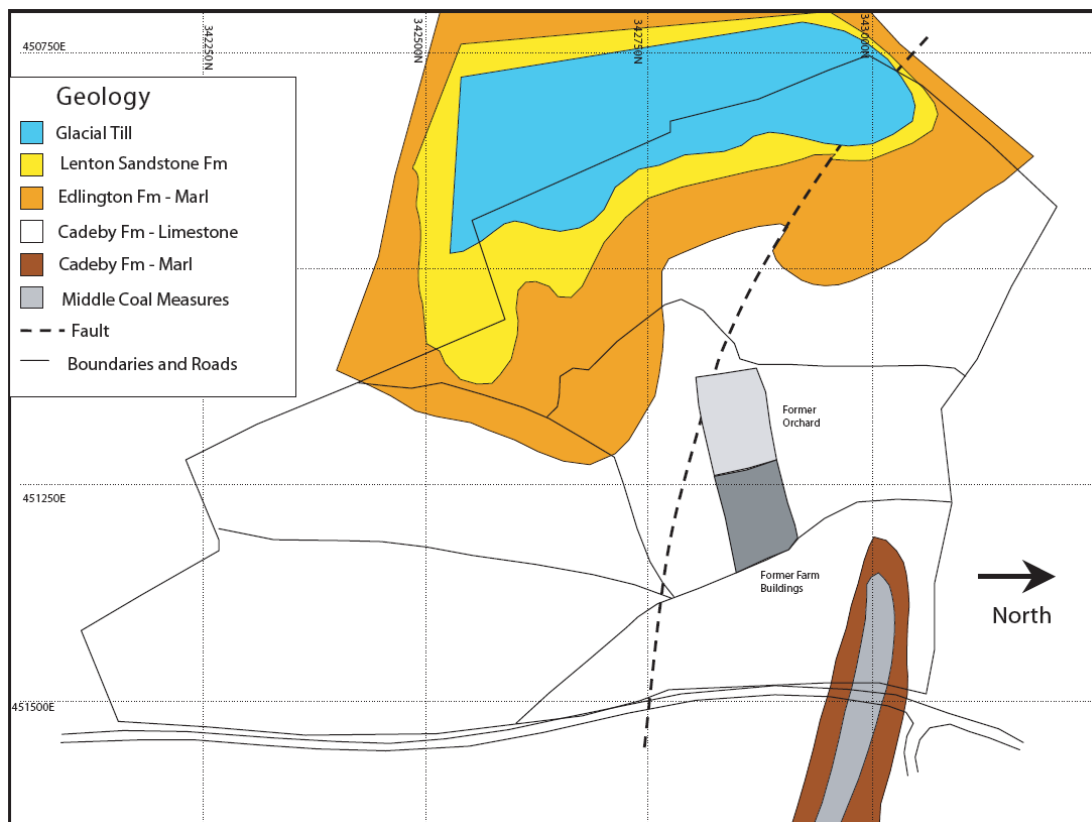 450750E
342250N
342500N
342750N
343000N
Geology
Glacial Till
Lenton Sandstone Fm
Edlington Fm - Marl
Cadeby Fm - Limestone
Cadeby Fm - Marl
Middle Coal Measures
Fault
Boundaries and Roads
Former
Orchard
451250E
Former Farm
Buildings
North
451500E